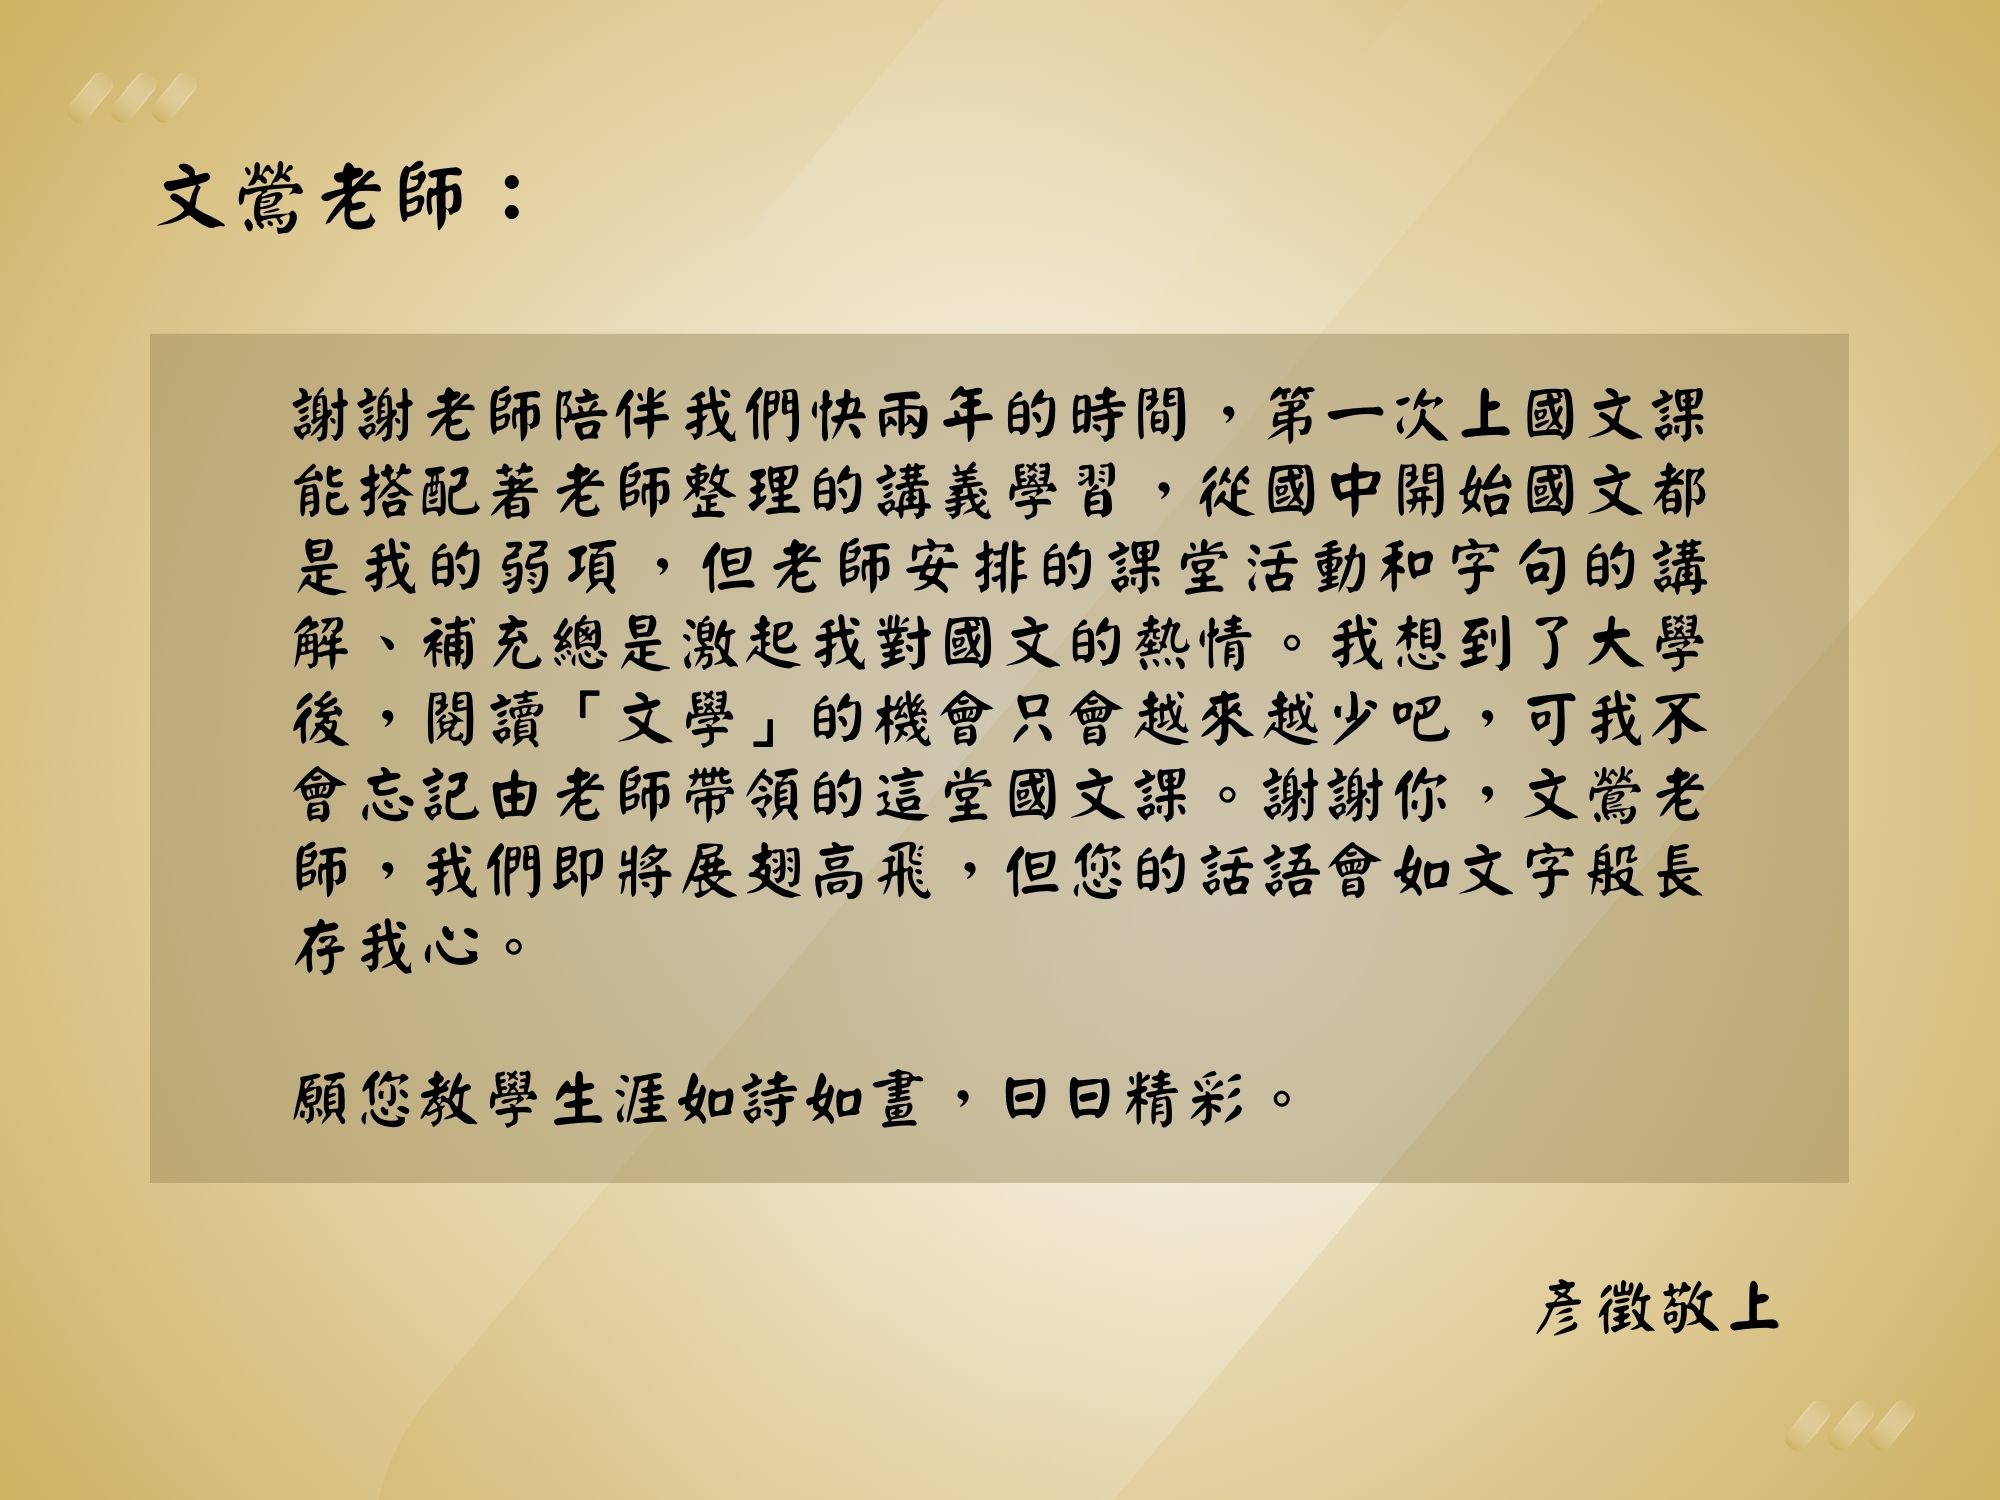 文鶯老師：
謝謝老師陪伴我們快兩年的時間，第一次上國文課
能搭配著老師整理的講義學習，從國中開始國文都
是我的弱項，但老師安排的課堂活動和字句的講
解、補充總是激起我對國文的熱情。我想到了大學
後，閱讀「文學」的機會只會越來越少吧，可我不
會忘記由老師帶領的這堂國文課。謝謝你，文鶯老
師，我們即將展翅高飛，但您的話語會如文字般長
存我心。
願您教學生涯如詩如畫，日日精彩。
彥徵敬上